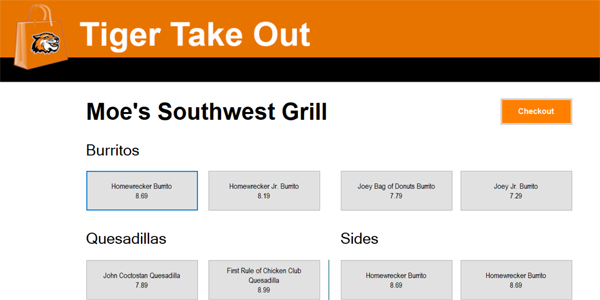 Tiger Take Out
Moe's Southwest Grill
Checkout
Burritos
Homewrecker Burrito
8.69
Homewrecker Jr. Burrito
8.19
Joey Bag of Donuts Burrito
7.79
Joey Jr. Burrito
7.29
Quesadillas
John Coctostan Quesadilla
7.89
First Rule of Chicken Club
Quesadilla
8.99
Sides
Homewrecker Burrito
8.69
Homewrecker Burrito
8.69